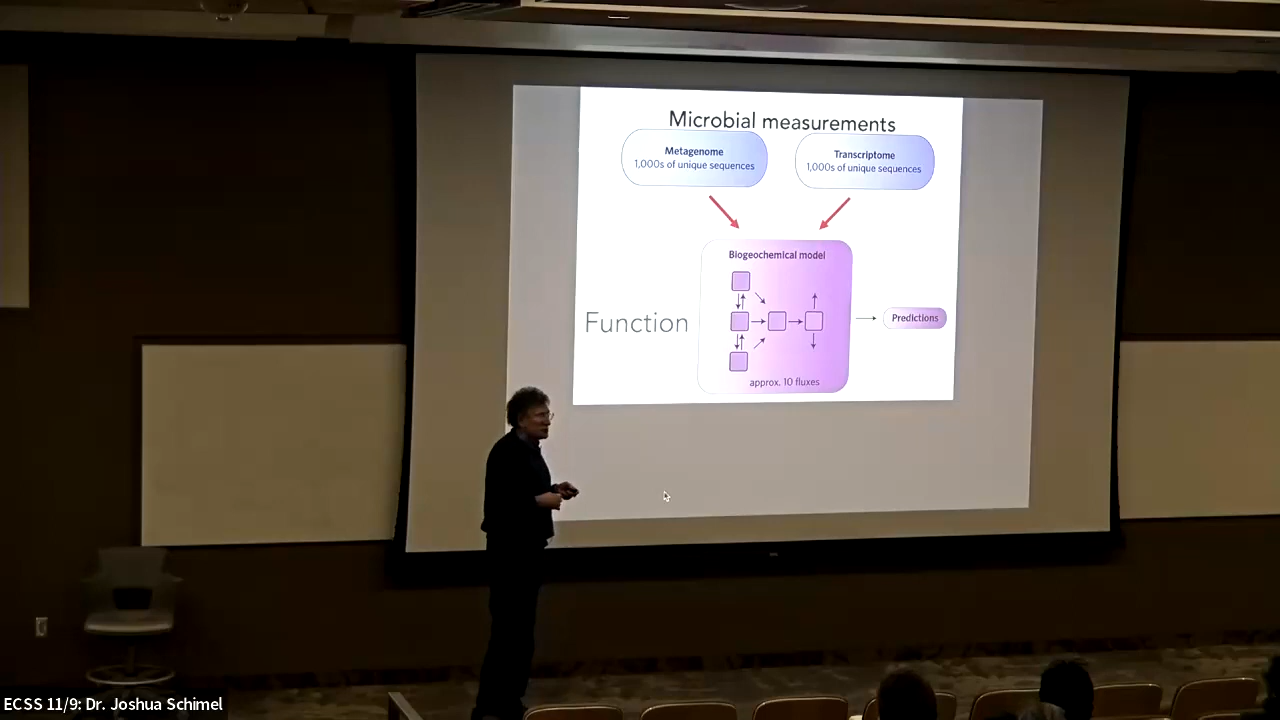 Microbial measurements
Metagenome
1,000s of unique sequences
Transcriptome
1,000s of unique sequences
Biogeochemical model
Function
Predictions
approx. 10 fluxes
ECSS 11/9: Dr. Joshua Schimel